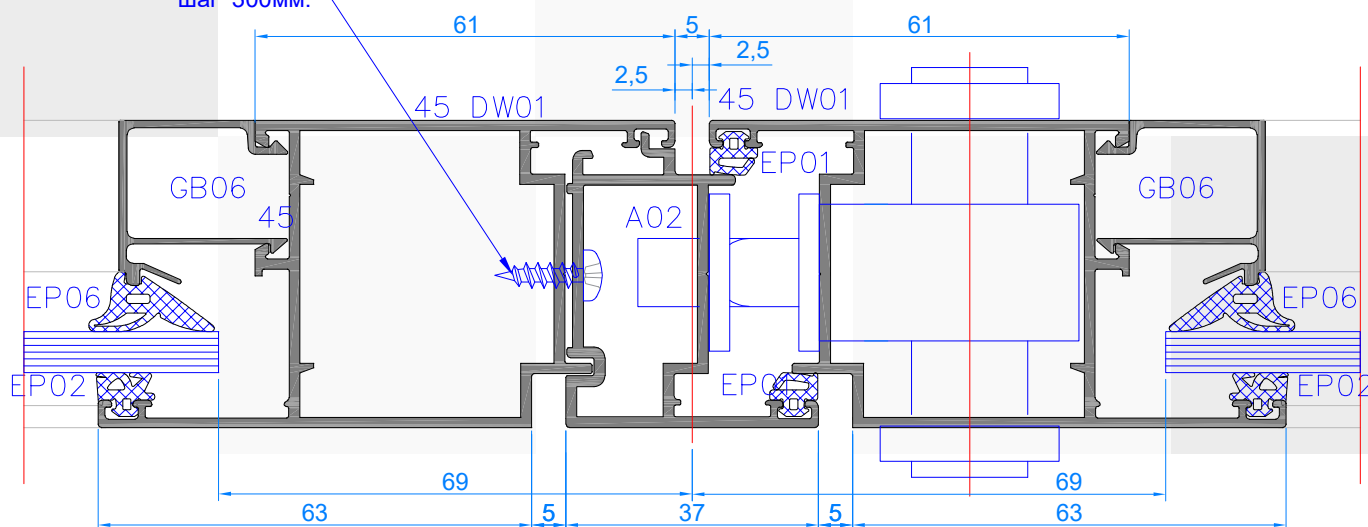 шаг 300мм.
61 5 61
2,5
2,5
45 DW01 45 DW01
EP01
GB06 A02 GB06
45
EP06 EP06
EP02 EP01 EP02
69 69
63 5 37 5 63